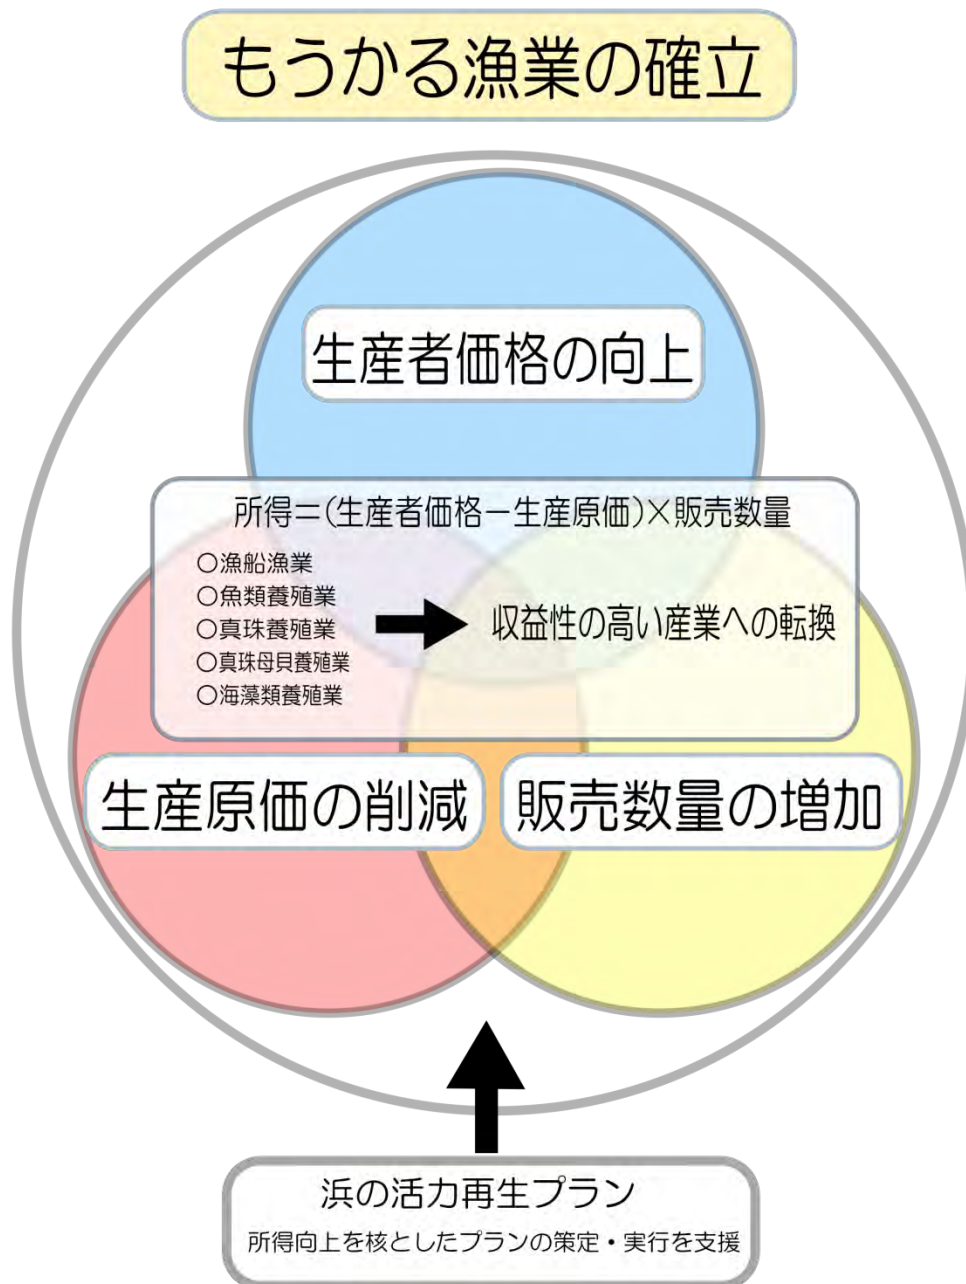 もうかる漁業の確立
生産者価格の向上
所得＝(生産者価格－生産原価)×販売数量
○漁船漁業
○魚類養殖業
○真珠養殖業
○真珠母貝養殖業
○海藻類養殖業
収益性の高い産業への転換
生産原価の削減
販売数量の増加
浜の活力再生プラン
所得向上を核としたプランの策定・実行を支援